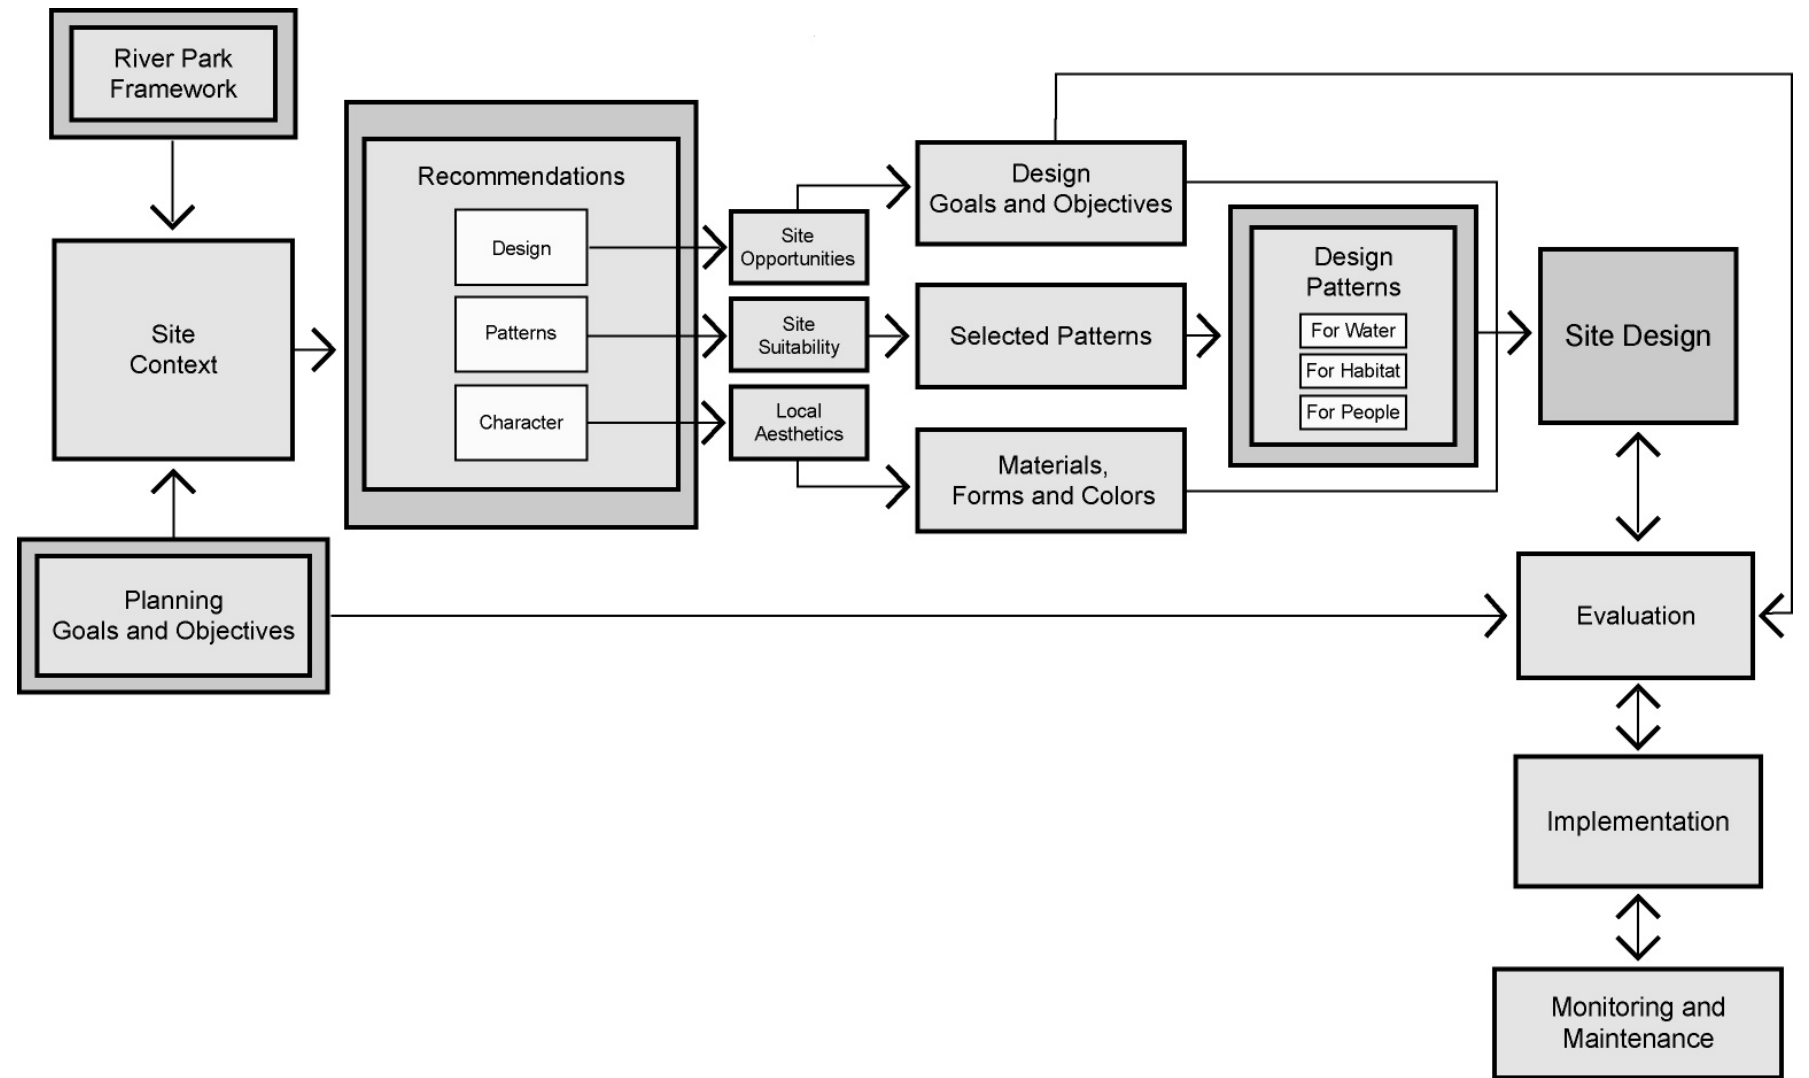 River Park
Framework
Site
Context
Planning
Goals and Objectives
Recommendations
Design
Patterns
Character
Site
Opportunities
Site
Suitability
Local
Aesthetics
Design
Goals and Objectives
Selected Patterns
Materials,
Forms and Colors
Design
Patterns
For Water
For Habitat
For People
Site Design
Evaluation
Implementation
Monitoring and
Maintenance